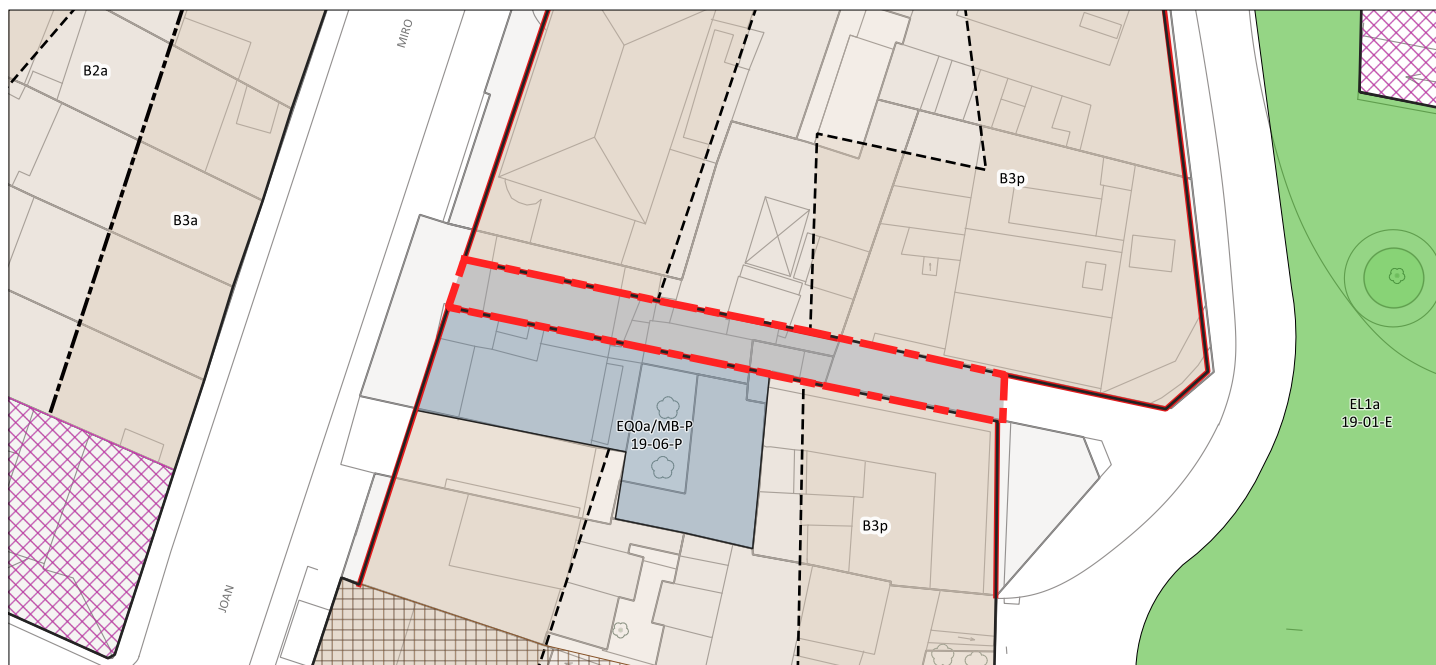 MIRO
B2a
B3p
B3a
EL1a
19-01-E
EQ0a/MB-P
19-06-P
B3p
JOAN